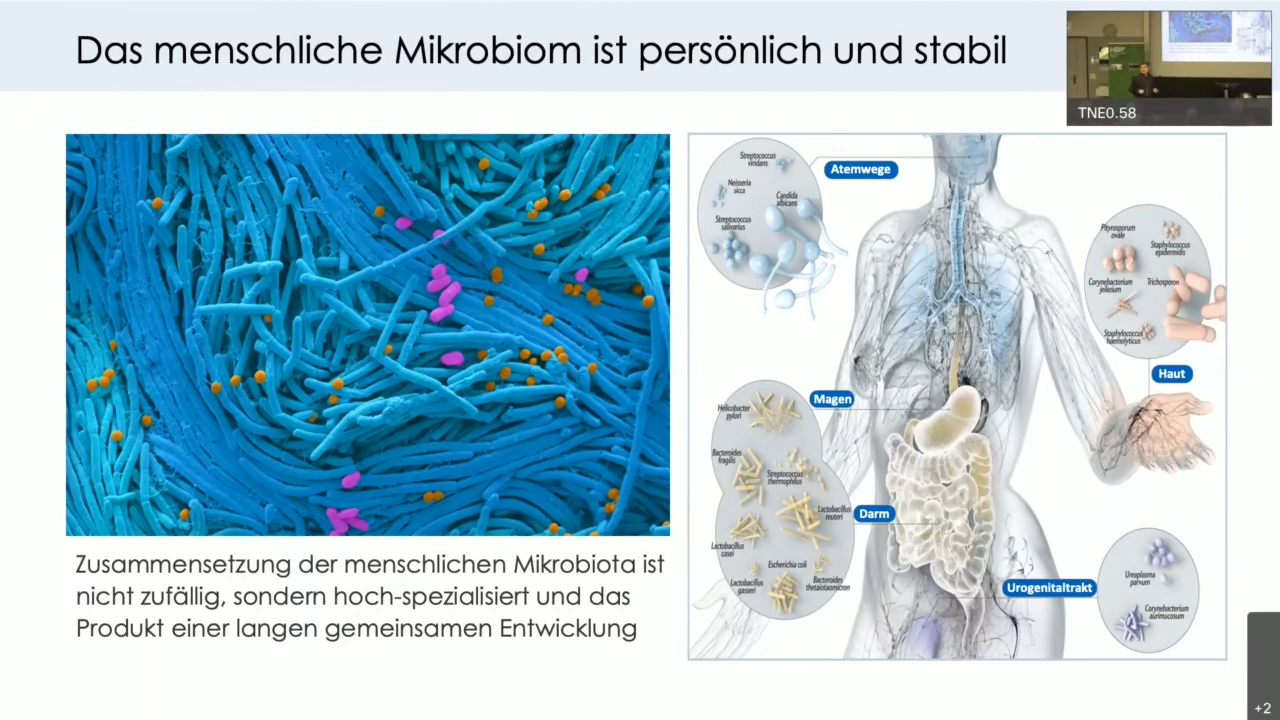 Das menschliche Mikrobiom ist persönlich und stabil
TNE0.58
Streptococcus
viridans
Neisseria
sicca
Candida
albicans
Streptococcus
salivarius
Atemwege
Pityrosporum
ovale
Staphylococcus
epidermidis
Corynebacterium
jeikeium
Trichosporon
Staphylococcus
haemolyticus
Haut
Magen
Helicobacter
pylori
Bacteroides
fragilis
Streptococcus
thermophilus
Lactobacillus
reuteri
Darm
Lactobacillus
casei
Escherichia coli
Lactobacillus
gasseri
Bacteroides
thetaiotaomicron
Urogenitaltrakt
Ureaplasma
parvum
Corynebacterium
aurimucosum
Zusammensetzung der menschlichen Mikrobiota ist
nicht zufällig, sondern hoch-spezialisiert und das
Produkt einer langen gemeinsamen Entwicklung
+2